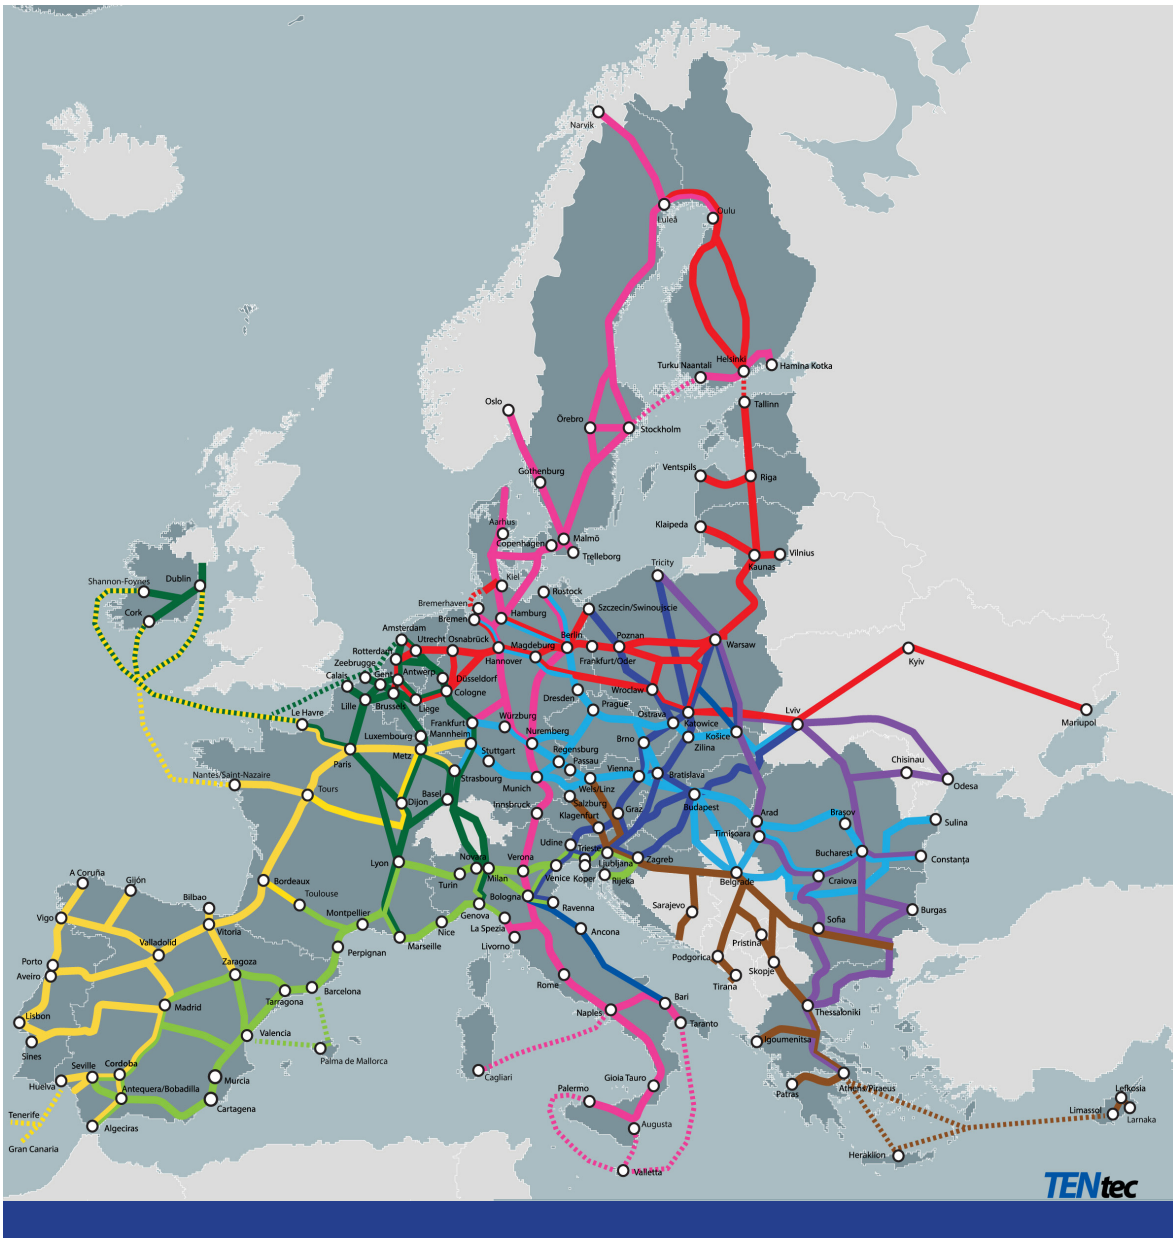 Narvik
Luleå
Oulu
Turku Naantali
Helsinki
Hamina Kotka
Oslo
Tallinn
Örebro
Stockholm
Gothenburg
Ventspils
Riga
Klaipeda
Aarhus
Copenhagen
Malmö
Trelleborg
Kaunas
Vilnius
Tricity
Shannon-Foynes
Dublin
Cork
Kiel
Rostock
Bremerhaven
Bremen
Hamburg
Szczecin/Swinoujscie
Amsterdam
Utrecht
Osnabrück
Hannover
Magdeburg
Berlin
Frankfurt/Oder
Poznan
Warsaw
Kyiv
Rotterdam
Zeebrugge
Calais
Gent
Antwerp
Düsseldorf
Cologne
Lille
Brussels
Liège
Dresden
Wroclaw
Prague
Ostrava
Katowice
Lviv
Mariupol
Le Havre
Luxembourg
Frankfurt
Mannheim
Würzburg
Nuremberg
Brno
Zilina
Košice
Paris
Metz
Stuttgart
Strasbourg
Regensburg
Passau
Vienna
Bratislava
Chisinau
Odesa
Nantes/Saint-Nazaire
Tours
Dijon
Basel
Munich
Wels/Linz
Salzburg
Innsbruck
Klagenfurt
Graz
Budapest
Arad
Timișoara
Brașov
Sulina
Lyon
Novara
Milan
Turin
Verona
Udine
Trieste
Venice
Koper
Ljubljana
Rijeka
Zagreb
Belgrade
Bucharest
Craiova
Constanța
A Coruña
Gijón
Bilbao
Bordeaux
Toulouse
Vigo
Vitoria
Montpellier
Marseille
Nice
Genova
La Spezia
Livorno
Bologna
Ravenna
Ancona
Sarajevo
Pristina
Sofia
Burgas
Porto
Aveiro
Valladolid
Zaragoza
Perpignan
Barcelona
Tarragona
Podgorica
Tirana
Skopje
Rome
Naples
Bari
Taranto
Thessaloniki
Lisbon
Sines
Madrid
Valencia
Palma de Mallorca
Igoumenitsa
Cagliari
Huelva
Seville
Cordoba
Antequera/Bobadilla
Murcia
Cartagena
Algeciras
Tenerife
Gran Canaria
Gioia Tauro
Palermo
Augusta
Valletta
Patras
Athens/Piraeus
Heraklion
Lefkosia
Limassol
Larnaka
TENtec